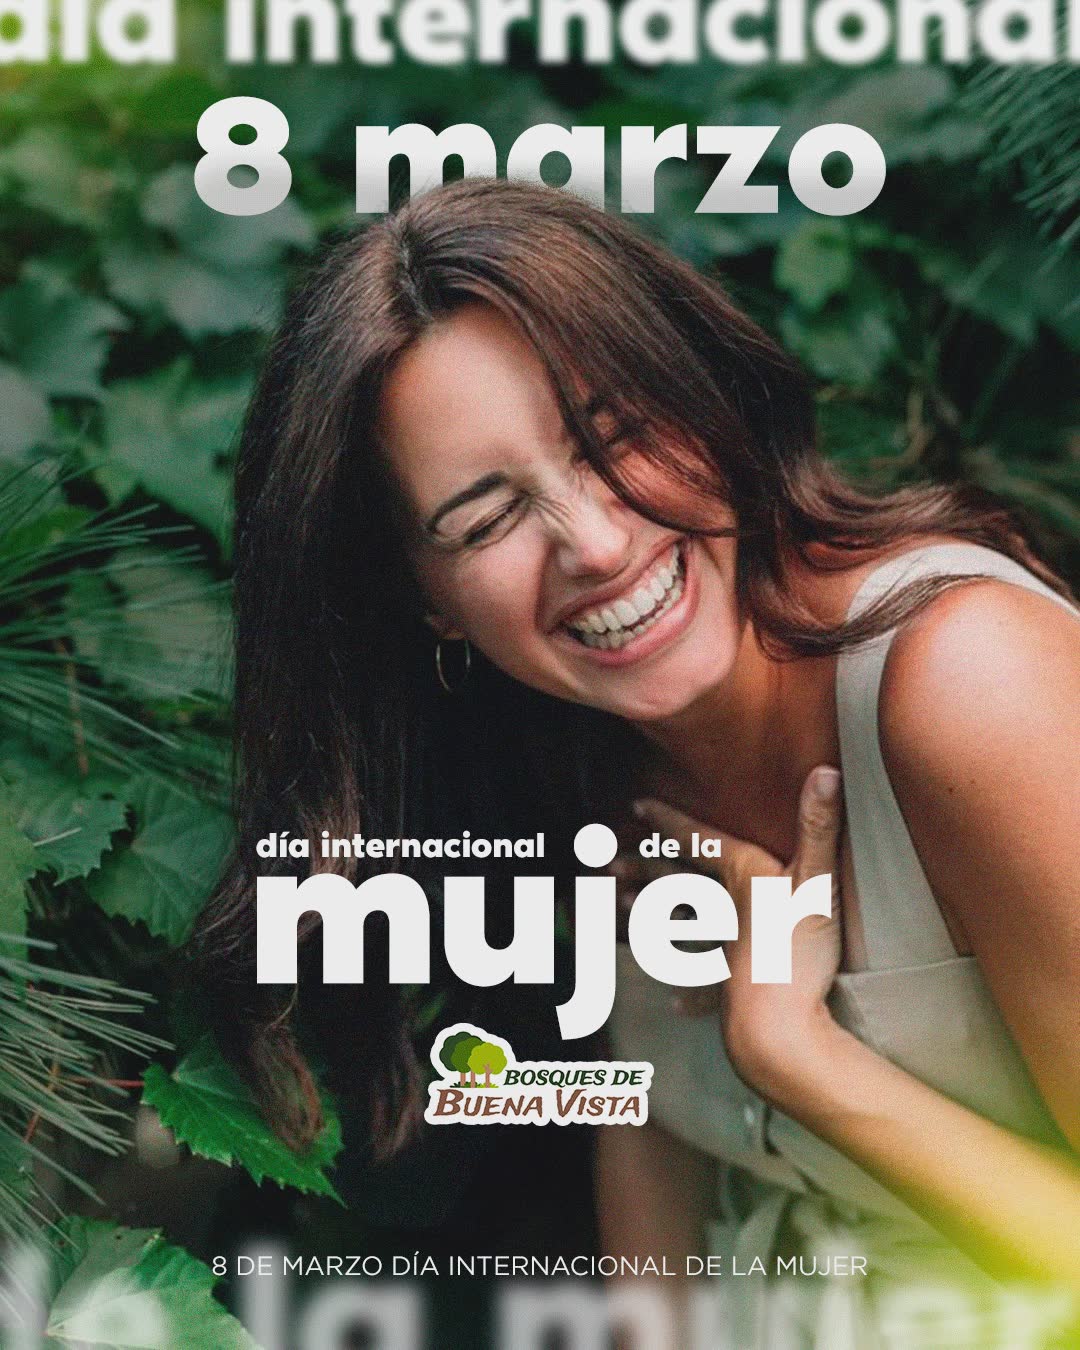 día internacional
8 marzo
día internacional de la
mujer
BOSQUES DE
BUENA VISTA
8 DE MARZO DÍA INTERNACIONAL DE LA MUJER
de la mujer